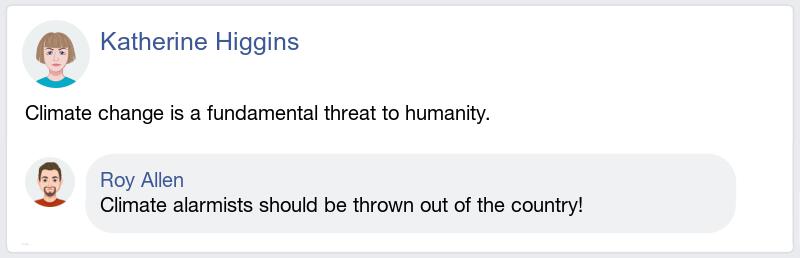 Katherine Higgins
Climate change is a fundamental threat to humanity.
Roy Allen
Climate alarmists should be thrown out of the country!